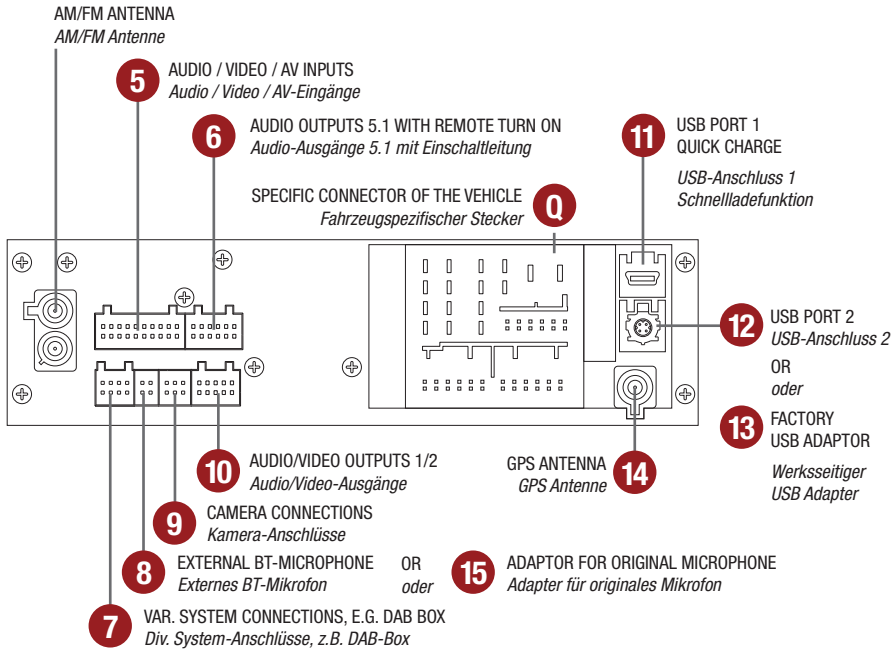 AM/FM ANTENNA
AM/FM Antenne
5
AUDIO / VIDEO / AV INPUTS
Audio / Video / AV-Eingänge
6
AUDIO OUTPUTS 5.1 WITH REMOTE TURN ON
Audio-Ausgänge 5.1 mit Einschaltleitung
SPECIFIC CONNECTOR OF THE VEHICLE
Fahrzeugspezifischer Stecker
Q
11
USB PORT 1
QUICK CHARGE
USB-Anschluss 1
Schnellladefunktion
12
USB PORT 2
USB-Anschluss 2
OR
oder
13
FACTORY
USB ADAPTOR
Werksseitiger
USB Adapter
GPS ANTENNA
GPS Antenne
14
10
AUDIO/VIDEO OUTPUTS 1/2
Audio/Video-Ausgänge
9
CAMERA CONNECTIONS
Kamera-Anschlüsse
8
EXTERNAL BT-MICROPHONE
Externes BT-Mikrofon
OR
oder
15
ADAPTOR FOR ORIGINAL MICROPHONE
Adapter für originales Mikrofon
7
VAR. SYSTEM CONNECTIONS, E.G. DAB BOX
Div. System-Anschlüsse, z.B. DAB-Box